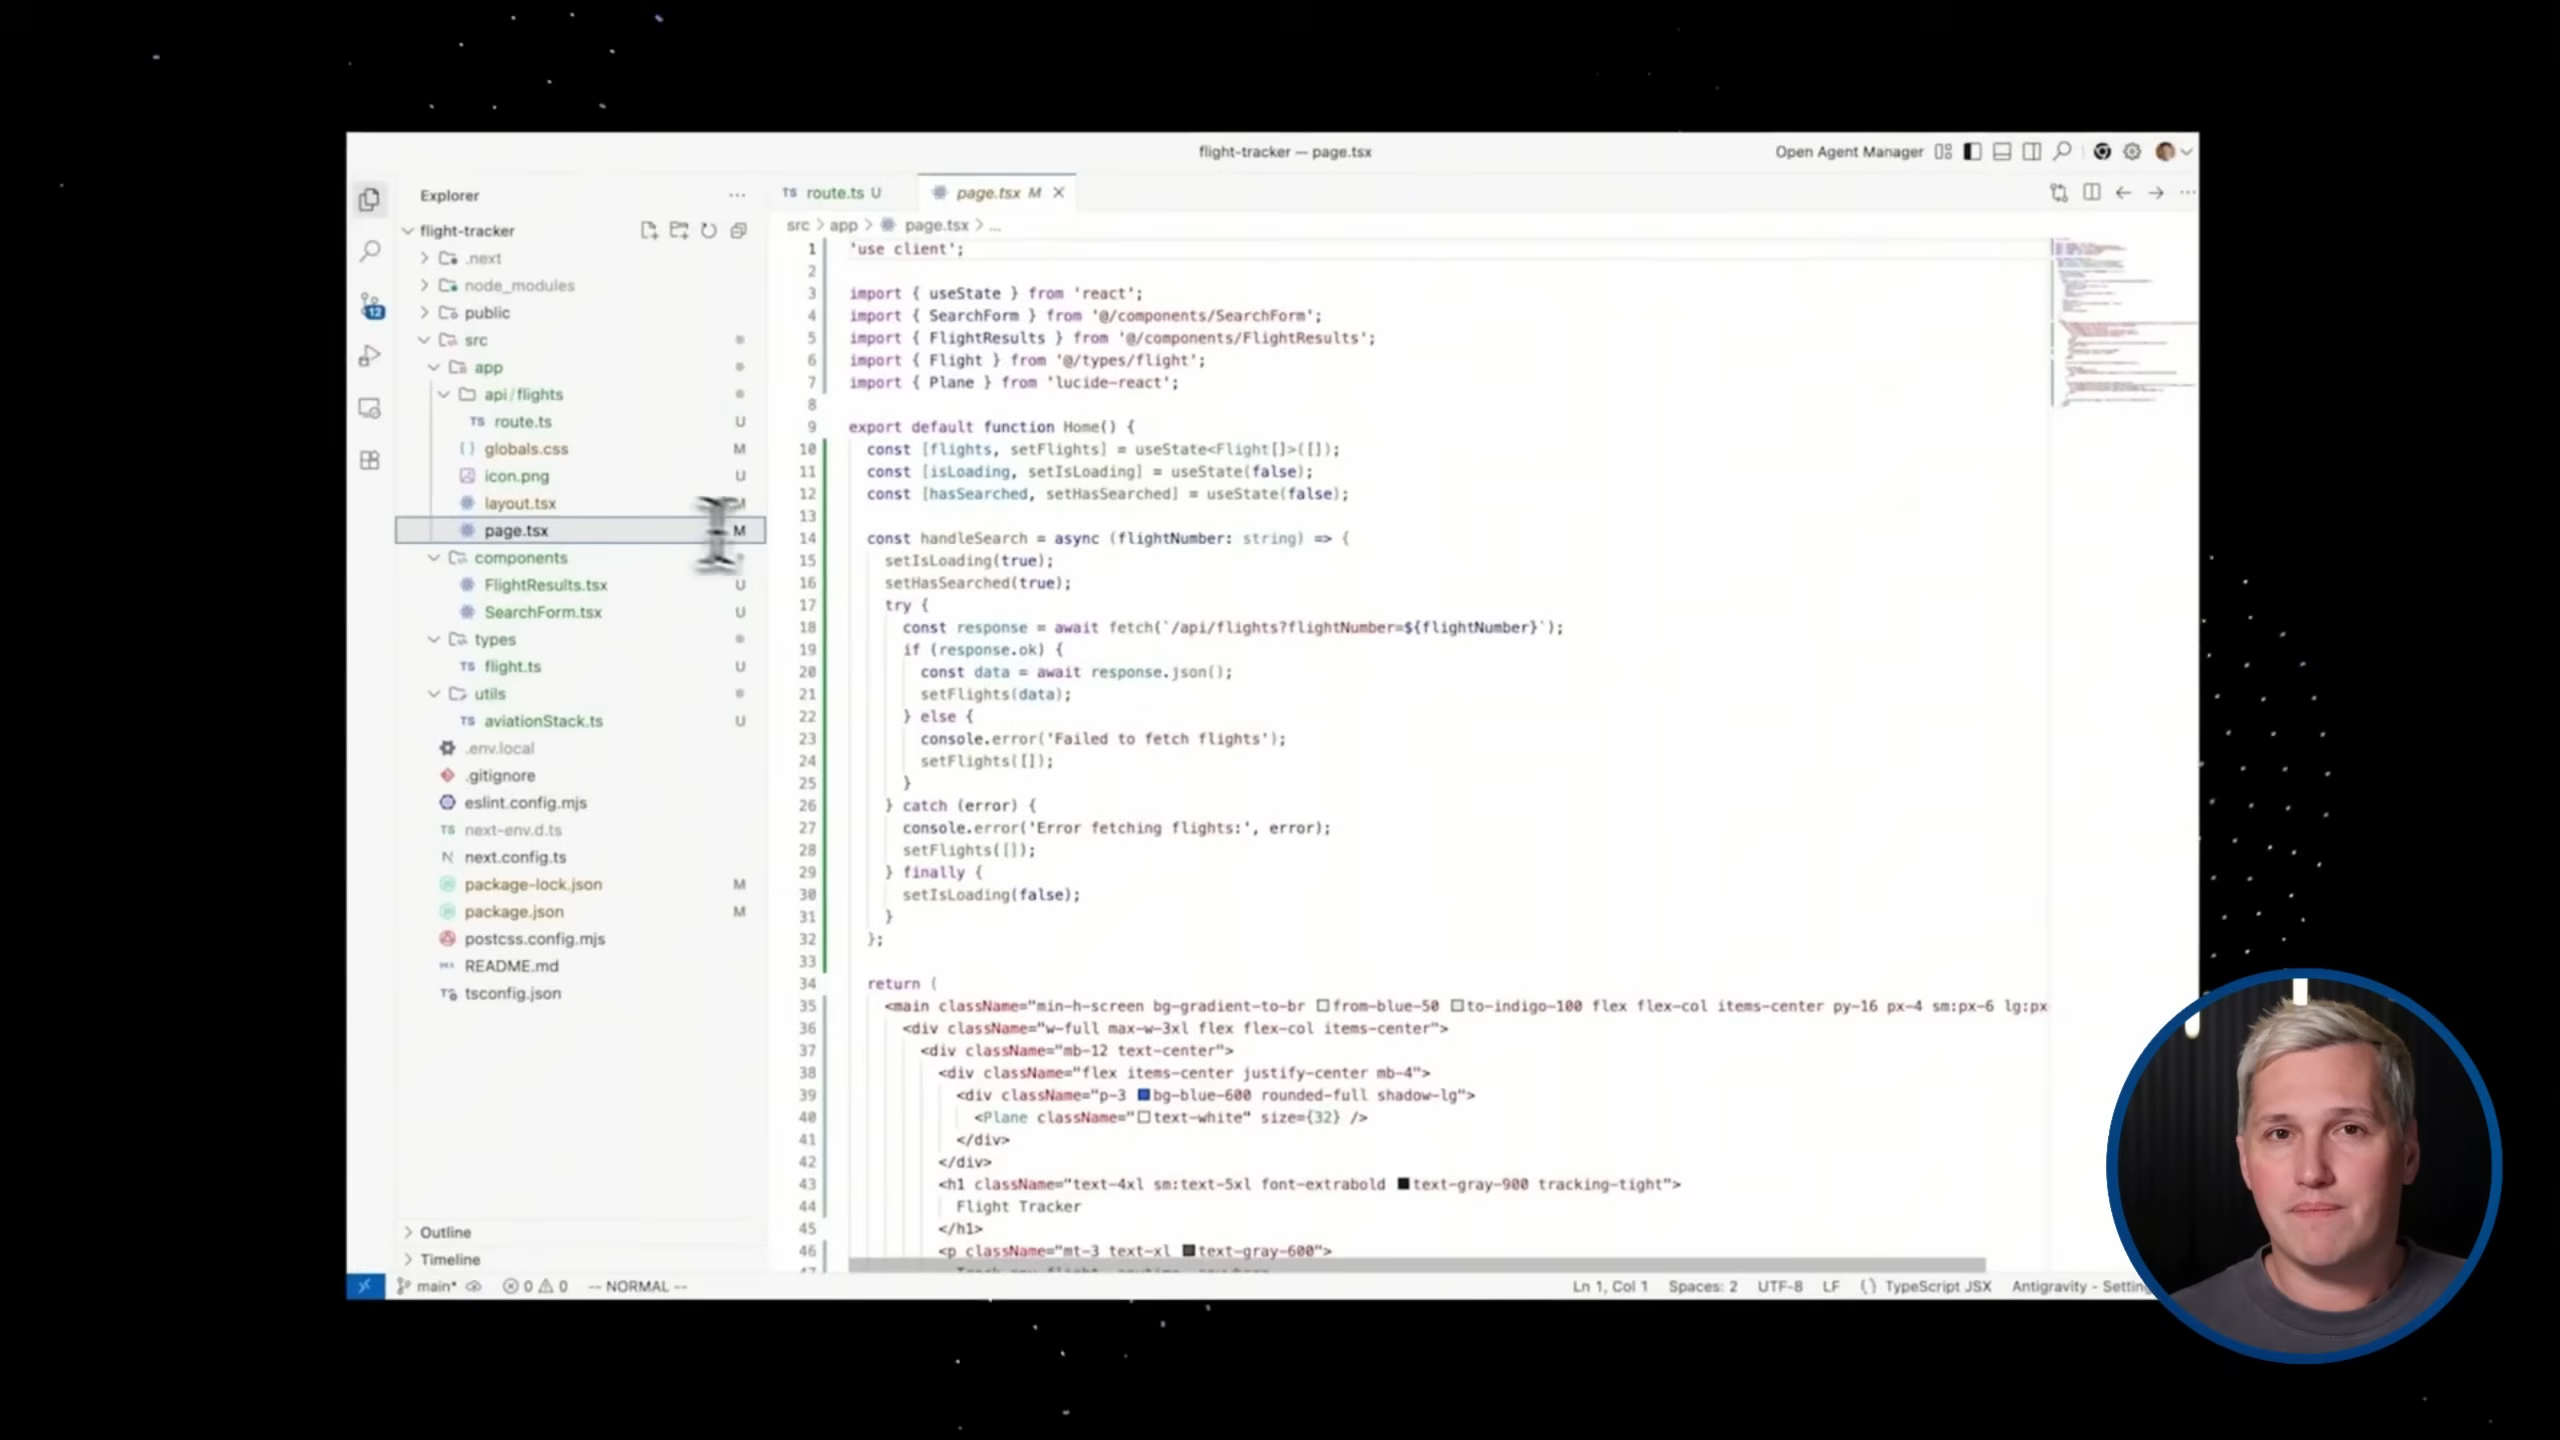 flight-tracker — page.tsx
Open Agent Manager
Explorer
flight-tracker
.next
node_modules
public
src
app
api/flights
TS route.ts U
{ } globals.css M
icon.png U
layout.tsx
page.tsx M
components
FlightResults.tsx U
SearchForm.tsx U
types
TS flight.ts U
utils
TS aviationStack.ts U
.env.local
.gitignore
eslint.config.mjs
TS next-env.d.ts
N next.config.ts
package-lock.json M
package.json M
postcss.config.mjs
README.md
tsconfig.json
Outline
Timeline
12
TS route.ts U
page.tsx M
src > app > page.tsx > ...
1 'use client';
2
3 import { useState } from 'react';
4 import { SearchForm } from '@/components/SearchForm';
5 import { FlightResults } from '@/components/FlightResults';
6 import { Flight } from '@/types/flight';
7 import { Plane } from 'lucide-react';
8
9 export default function Home() {
10 const [flights, setFlights] = useState<Flight[]>([]);
11 const [isLoading, setIsLoading] = useState(false);
12 const [hasSearched, setHasSearched] = useState(false);
13
14 const handleSearch = async (flightNumber: string) => {
15 setIsLoading(true);
16 setHasSearched(true);
17 try {
18 const response = await fetch(`/api/flights?flightNumber=${flightNumber}`);
19 if (response.ok) {
20 const data = await response.json();
21 setFlights(data);
22 } else {
23 console.error('Failed to fetch flights');
24 setFlights([]);
25 }
26 } catch (error) {
27 console.error('Error fetching flights:', error);
28 setFlights([]);
29 } finally {
30 setIsLoading(false);
31 }
32 };
33
34 return (
35 <main className="min-h-screen bg-gradient-to-br from-blue-50 to-indigo-100 flex flex-col items-center py-16 px-4 sm:px-6 lg:px
36 <div className="w-full max-w-3xl flex flex-col items-center">
37 <div className="mb-12 text-center">
38 <div className="flex items-center justify-center mb-4">
39 <div className="p-3 bg-blue-600 rounded-full shadow-lg">
40 <Plane className="text-white" size={32} />
41 </div>
42 </div>
43 <h1 className="text-4xl sm:text-5xl font-extrabold text-gray-900 tracking-tight">
44 Flight Tracker
45 </h1>
46 <p className="mt-3 text-xl text-gray-600">
main* 0 0 -- NORMAL --
Ln 1, Col 1 Spaces: 2 UTF-8 LF { } TypeScript JSX Antigravity - Setting